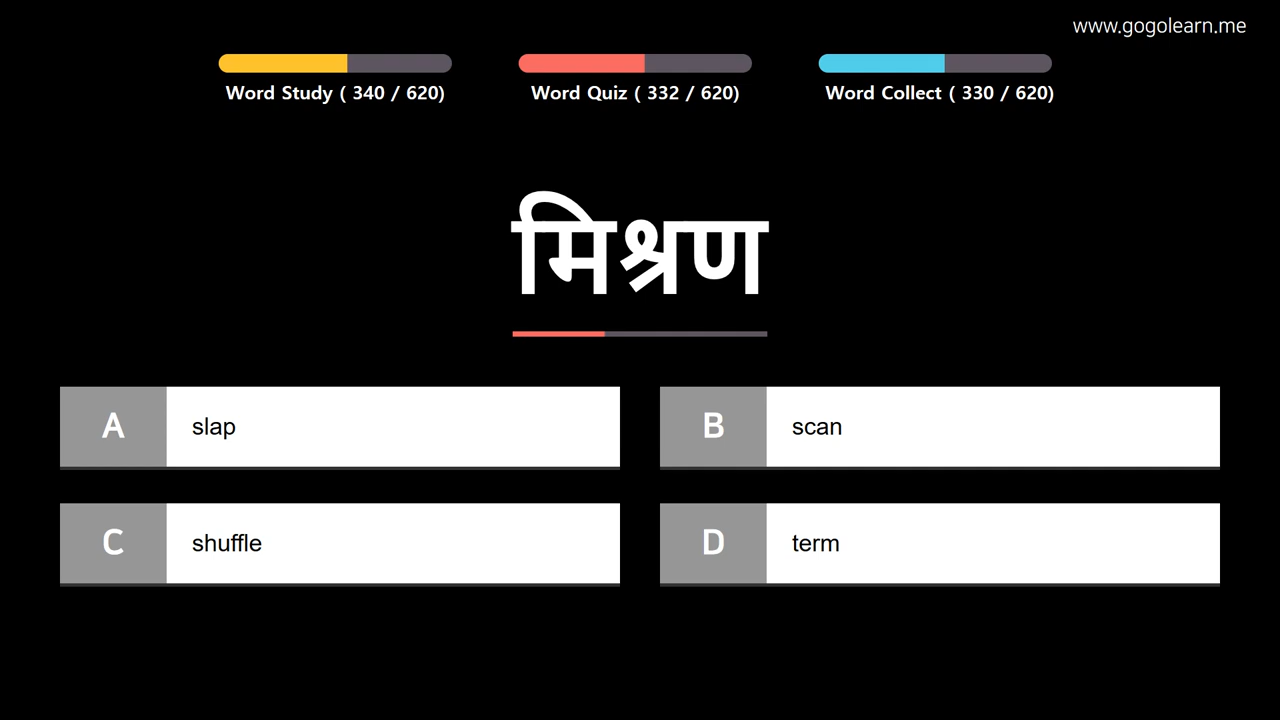 www.gogolearn.me
Word Study ( 340 / 620)
Word Quiz ( 332 / 620)
Word Collect ( 330 / 620)
मिश्रण
A slap
B scan
C shuffle
D term